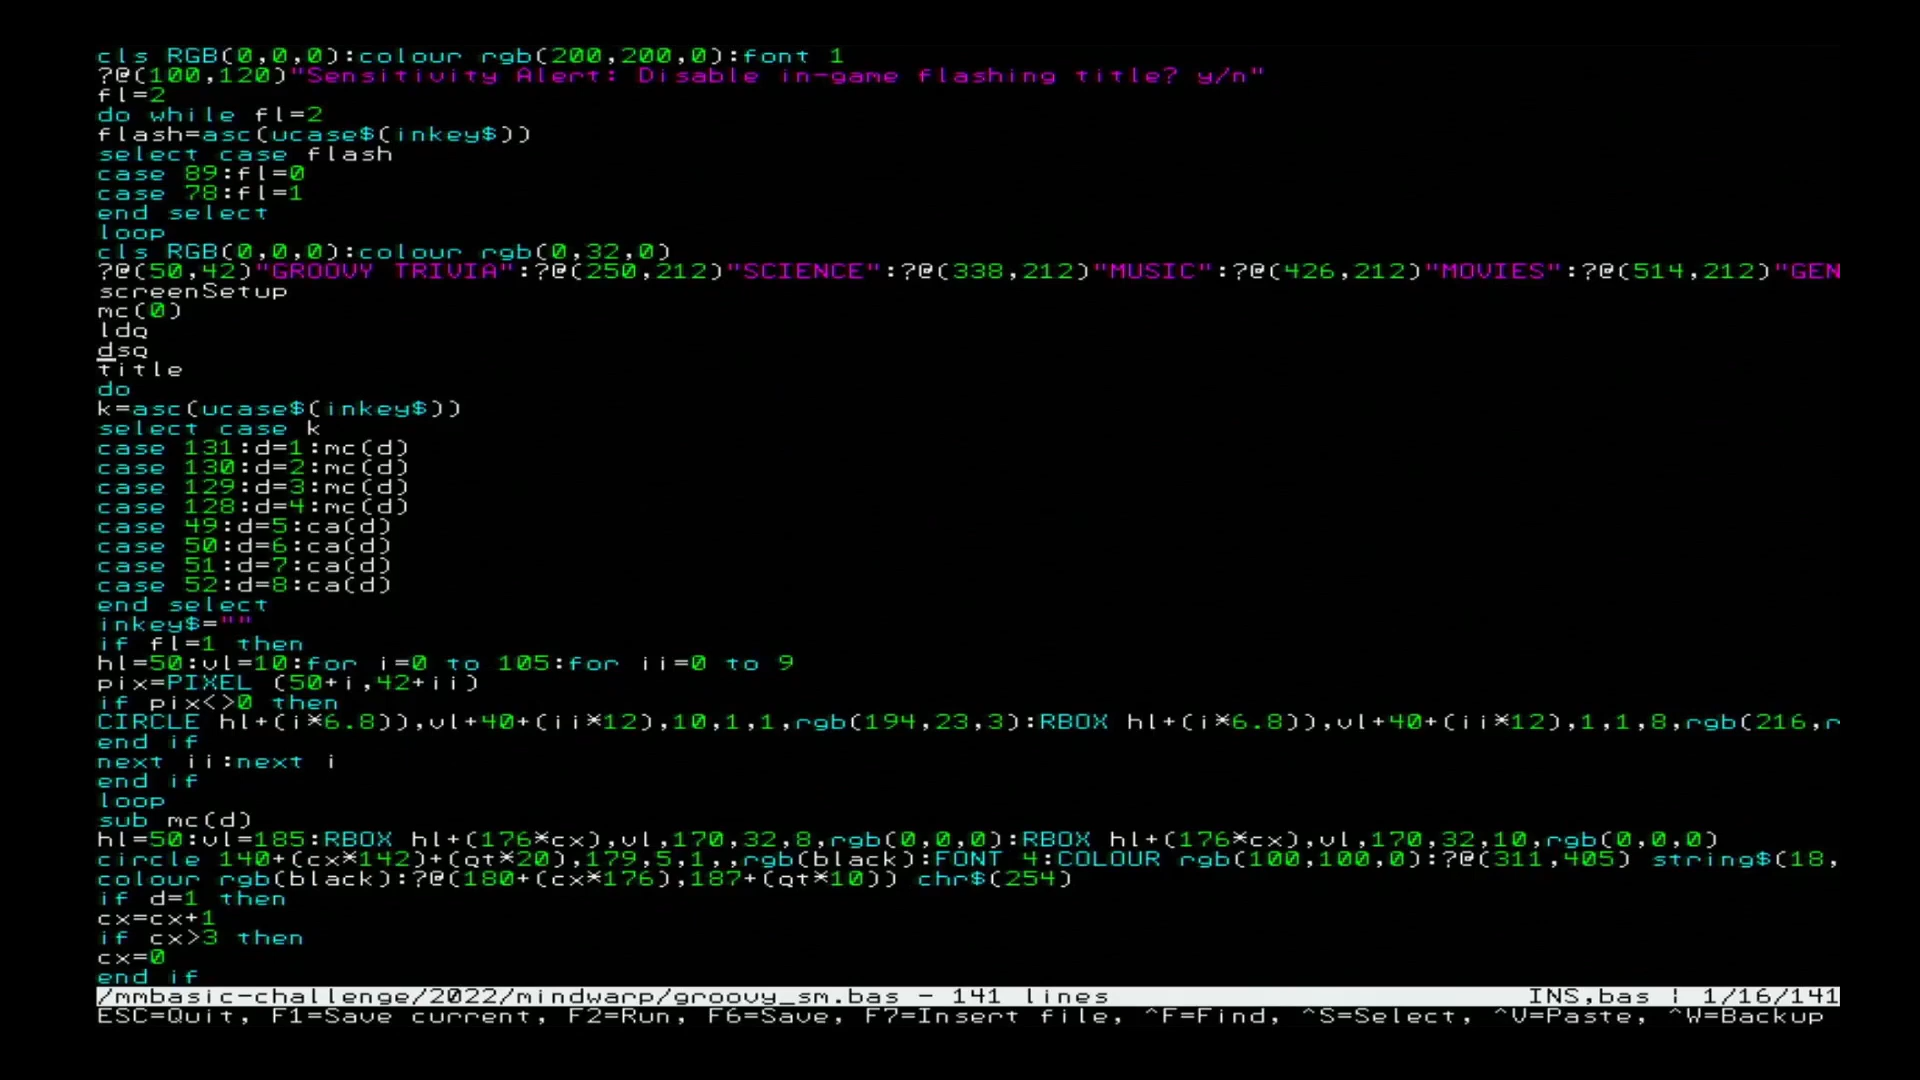 cls RGB(0,0,0):colour rgb(200,200,0):font 1
?@(100,120)"Sensitivity Alert: Disable in-game flashing title? y/n"
fl=2
do while fl=2
flash=asc(ucase$(inkey$))
select case flash
case 89:fl=0
case 78:fl=1
end select
loop
cls RGB(0,0,0):colour rgb(0,32,0)
?@(50,42)"GROOVY TRIVIA":?@(250,212)"SCIENCE":?@(338,212)"MUSIC":?@(426,212)"MOVIES":?@(514,212)"GEN
screenSetup
mc(0)
ldq
dsq
title
do
k=asc(ucase$(inkey$))
select case k
case 131:d=1:mc(d)
case 130:d=2:mc(d)
case 129:d=3:mc(d)
case 128:d=4:mc(d)
case 49:d=5:ca(d)
case 50:d=6:ca(d)
case 51:d=7:ca(d)
case 52:d=8:ca(d)
end select
inkey$=""
if fl=1 then
hl=50:vl=10:for i=0 to 105:for ii=0 to 9
pix=PIXEL (50+i,42+ii)
if pix<>0 then
CIRCLE hl+(i*6.8)),vl+40+(ii*12),10,1,1,rgb(194,23,3):RBOX hl+(i*6.8)),vl+40+(ii*12),1,1,8,rgb(216,r
end if
next ii:next i
end if
loop
sub mc(d)
hl=50:vl=185:RBOX hl+(176*cx),vl,170,32,8,rgb(0,0,0):RBOX hl+(176*cx),vl,170,32,10,rgb(0,0,0)
circle 140+(cx*142)+(qt*20),179,5,1,,rgb(black):FONT 4:COLOUR rgb(100,100,0):?@(311,405) string$(18,
colour rgb(black):?@(180+(cx*176),187+(qt*10)) chr$(254)
if d=1 then
cx=cx+1
if cx>3 then
cx=0
end if
/mmbasic-challenge/2022/mindwarp/groovy_sm.bas - 141 lines INS,bas ¦ 1/16/141
ESC=Quit, F1=Save current, F2=Run, F6=Save, F7=Insert file, ^F=Find, ^S=Select, ^V=Paste, ^W=Backup